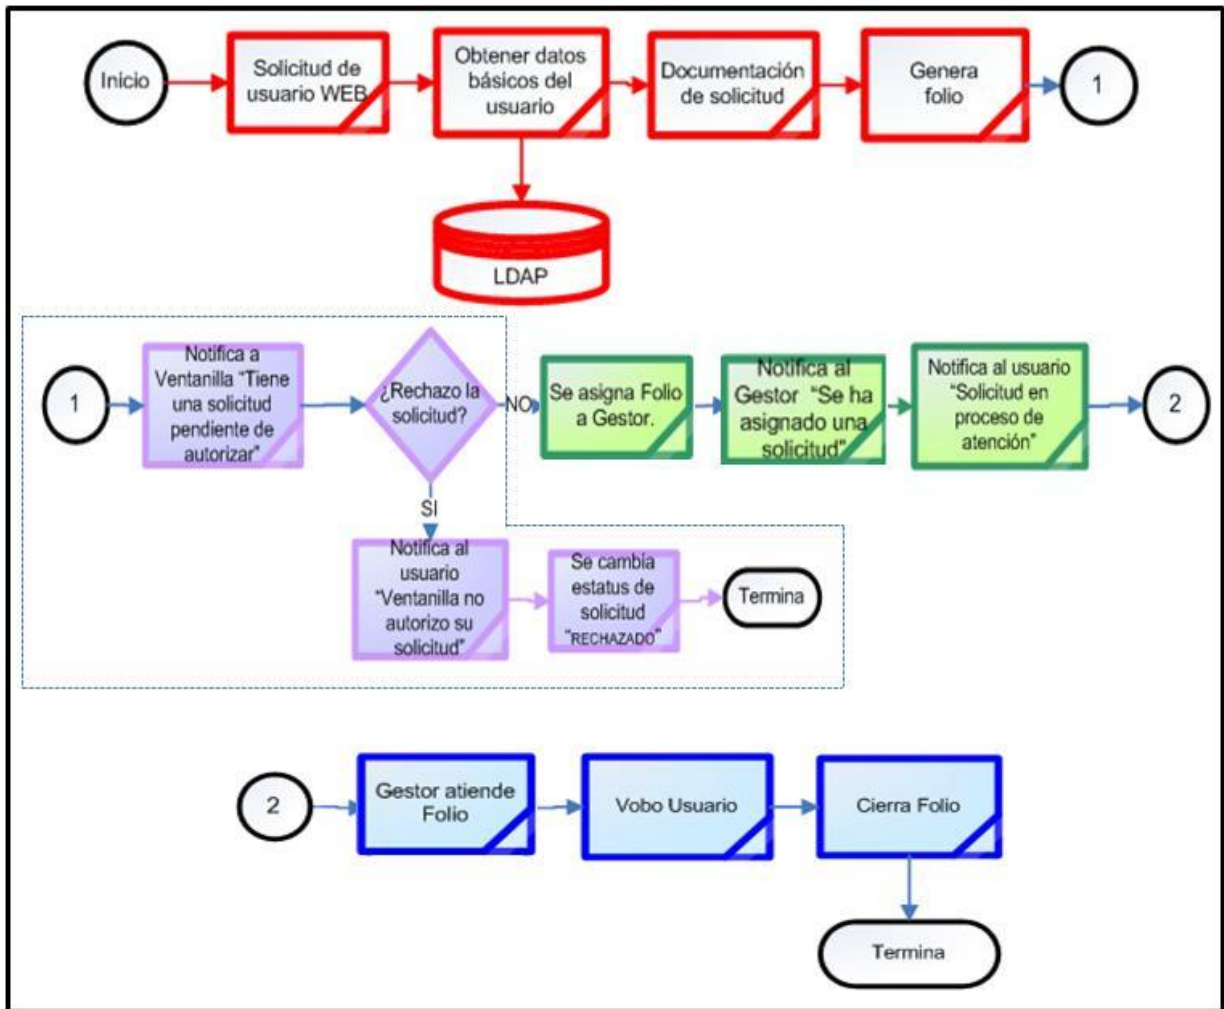 Inicio
Solicitud de
usuario WEB
Obtener datos
básicos del
usuario
Documentación
de solicitud
Genera
folio
1
LDAP
1
Notifica a
Ventanilla "Tiene
una solicitud
pendiente de
autorizar"
¿Rechazo la
solicitud?
NO
Se asigna Folio
a Gestor.
Notifica al
Gestor "Se ha
asignado una
solicitud"
Notifica al usuario
"Solicitud en
proceso de
atención"
2
SI
Notifica al
usuario
"Ventanilla no
autorizo su
solicitud"
Se cambia
estatus de
solicitud
"RECHAZADO"
Termina
2
Gestor atiende
Folio
Vobo Usuario
Cierra Folio
Termina